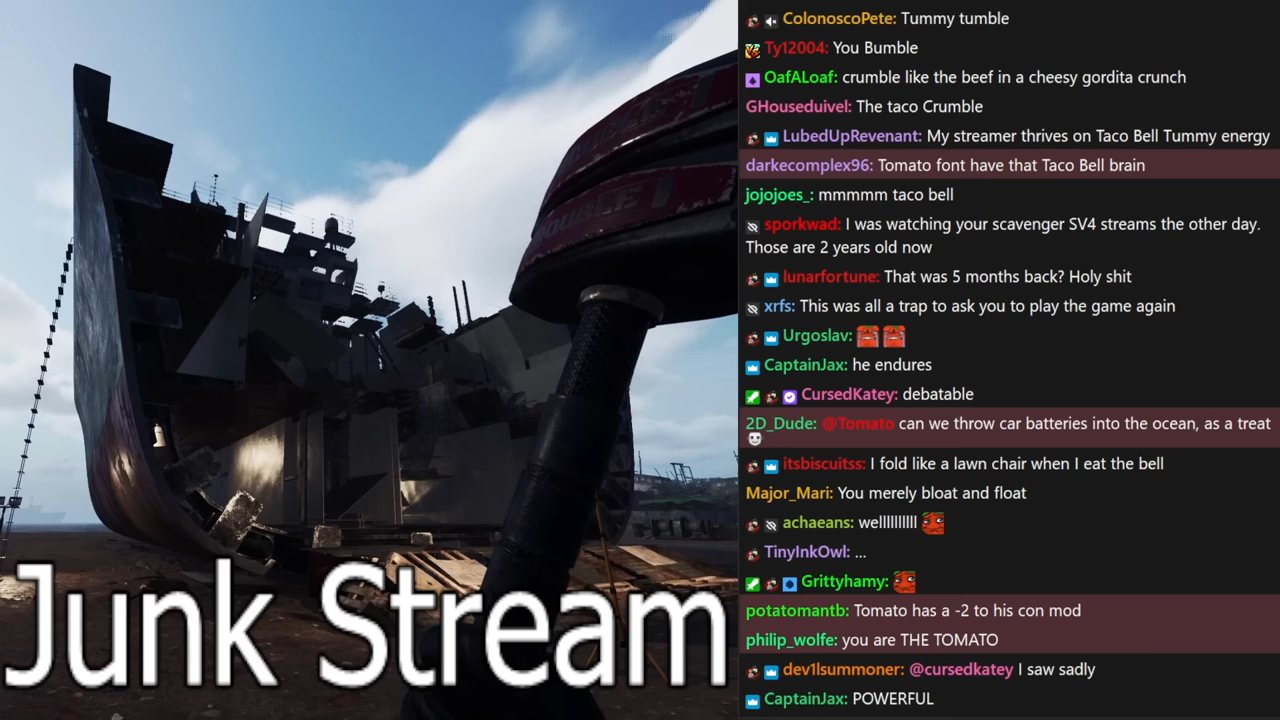 ColonoscoPete: Tummy tumble
Ty12004: You Bumble
OafALoaf: crumble like the beef in a cheesy gordita crunch
GHouseduivel: The taco Crumble
LubedUpRevenant: My streamer thrives on Taco Bell Tummy energy
darkecomplex96: Tomato font have that Taco Bell brain
jojojoes_: mmmmm taco bell
sporkwad: I was watching your scavenger SV4 streams the other day.
Those are 2 years old now
lunarfortune: That was 5 months back? Holy shit
xrfs: This was all a trap to ask you to play the game again
Urgoslav:
CaptainJax: he endures
CursedKatey: debatable
2D_Dude: @Tomato can we throw car batteries into the ocean, as a treat
itsbiscuitss: I fold like a lawn chair when I eat the bell
Major_Mari: You merely bloat and float
achaeans: wellllllllll
TinyInkOwl: ...
Grittyhamy:
potatomantb: Tomato has a -2 to his con mod
philip_wolfe: you are THE TOMATO
dev1lsummoner: @cursedkatey I saw sadly
CaptainJax: POWERFUL
Junk Stream